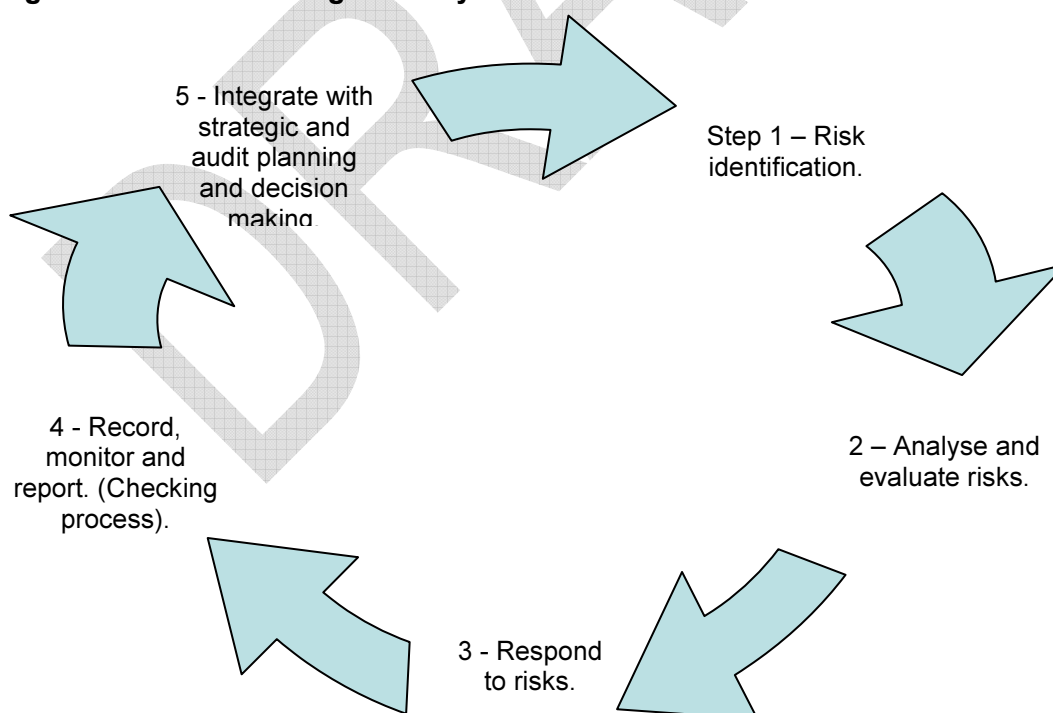 5 - Integrate with
strategic and
audit planning
and decision
making.
Step 1 – Risk
identification.
2 – Analyse and
evaluate risks.
3 - Respond
to risks.
4 - Record,
monitor and
report. (Checking
process).